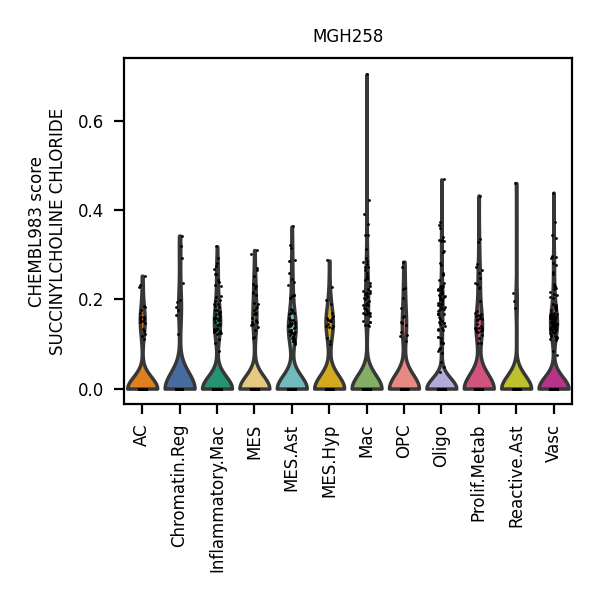 MGH258
CHEMBL983 score
SUCCINYLCHOLINE CHLORIDE
0.6
0.4
0.2
0.0
AC
Chromatin.Reg
Inflammatory.Mac
MES
MES.Ast
MES.Hyp
Mac
OPC
Oligo
Prolif.Metab
Reactive.Ast
Vasc